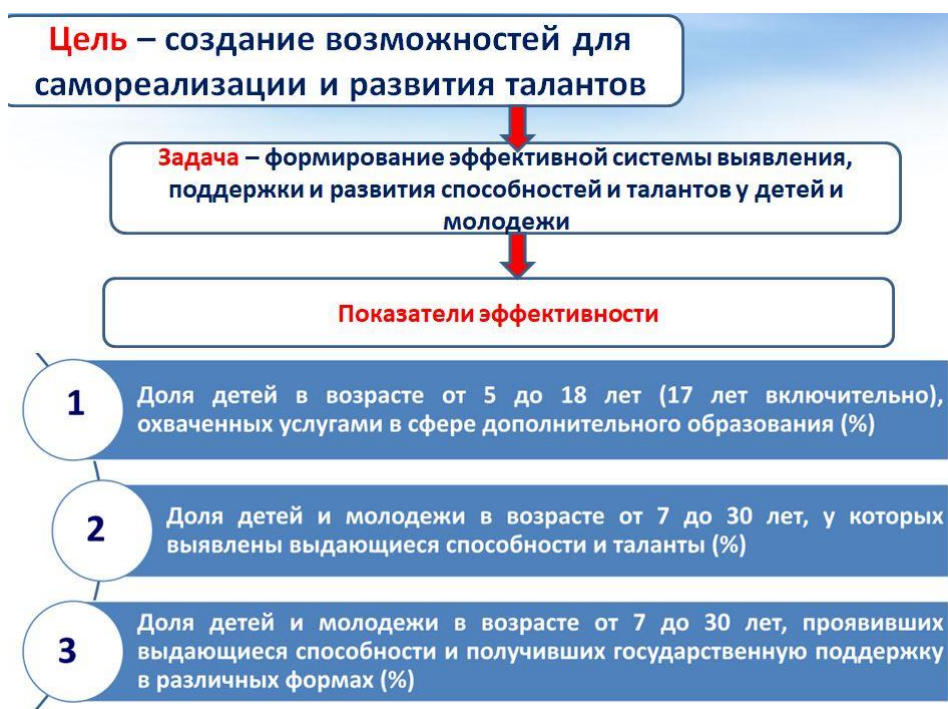 Цель – создание возможностей для
самореализации и развития талантов
Задача – формирование эффективной системы выявления,
поддержки и развития способностей и талантов у детей и
молодежи
Показатели эффективности
1
Доля детей в возрасте от 5 до 18 лет (17 лет включительно),
охваченных услугами в сфере дополнительного образования (%)
2
Доля детей и молодежи в возрасте от 7 до 30 лет, у которых
выявлены выдающиеся способности и таланты (%)
3
Доля детей и молодежи в возрасте от 7 до 30 лет, проявивших
выдающиеся способности и получивших государственную поддержку
в различных формах (%)